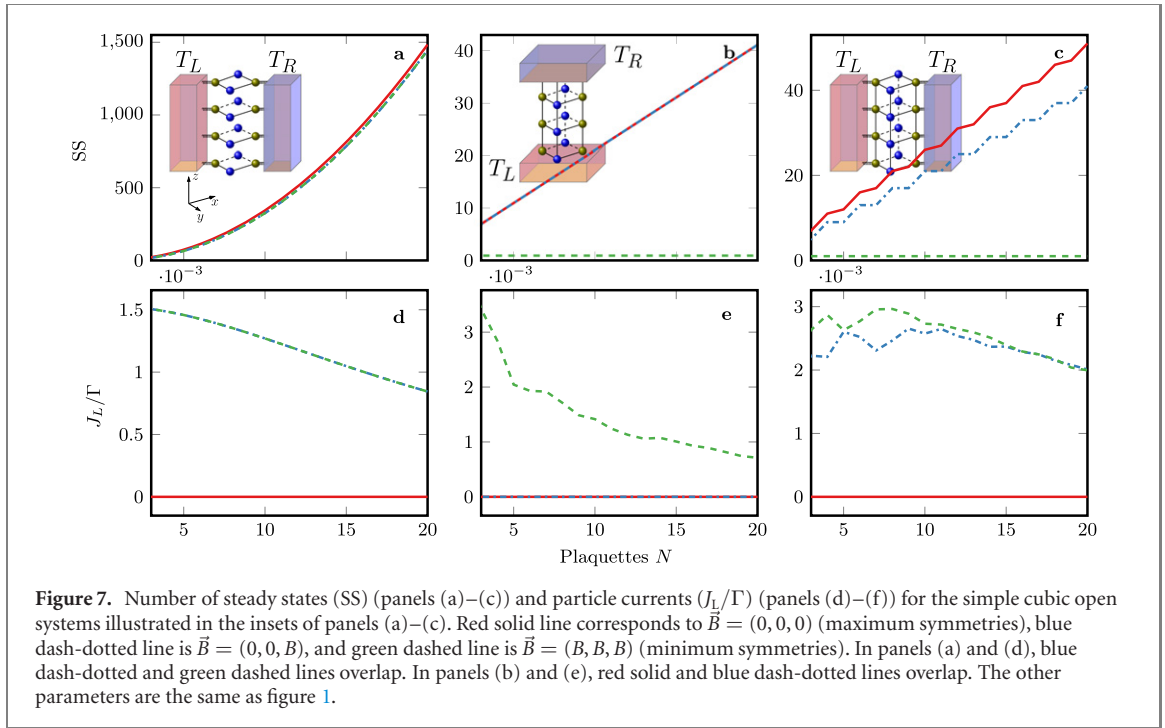 1,500
1,000
500
0
SS
a
T_L
T_R
z
x
y
40
30
20
10
0
b
T_R
T_L
40
20
0
c
T_L
T_R
·10⁻³
·10⁻³
·10⁻³
1.5
1
0.5
0
J_L/Γ
d
5
10
15
20
3
2
1
0
e
5
10
15
20
3
2
1
0
f
5
10
15
20
Plaquettes N
Figure 7. Number of steady states (SS) (panels (a)–(c)) and particle currents (J_L/Γ) (panels (d)–(f)) for the simple cubic open
systems illustrated in the insets of panels (a)–(c). Red solid line corresponds to B⃗ = (0, 0, 0) (maximum symmetries), blue
dash-dotted line is B⃗ = (0, 0, B), and green dashed line is B⃗ = (B, B, B) (minimum symmetries). In panels (a) and (d), blue
dash-dotted and green dashed lines overlap. In panels (b) and (e), red solid and blue dash-dotted lines overlap. The other
parameters are the same as figure 1.